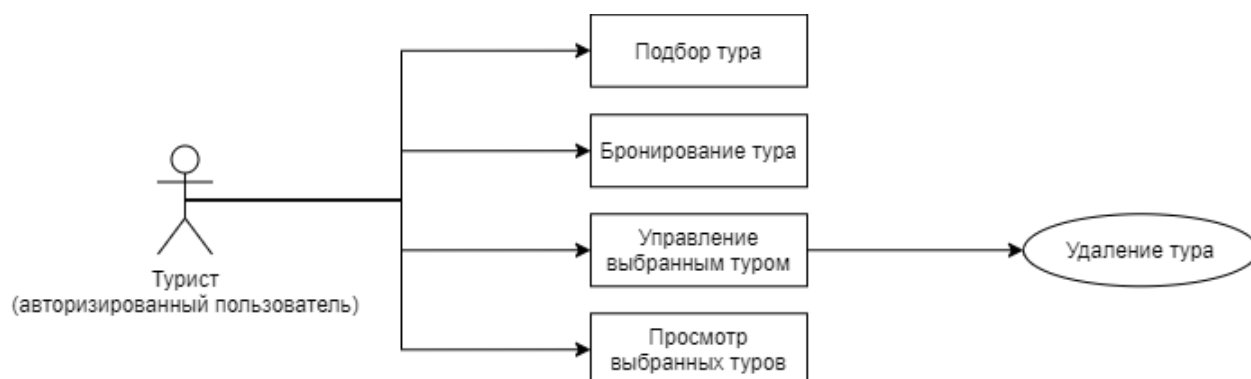 Подбор тура
Бронирование тура
Управление
выбранным туром
Удаление тура
Турист
(авторизированный пользователь)
Просмотр
выбранных туров